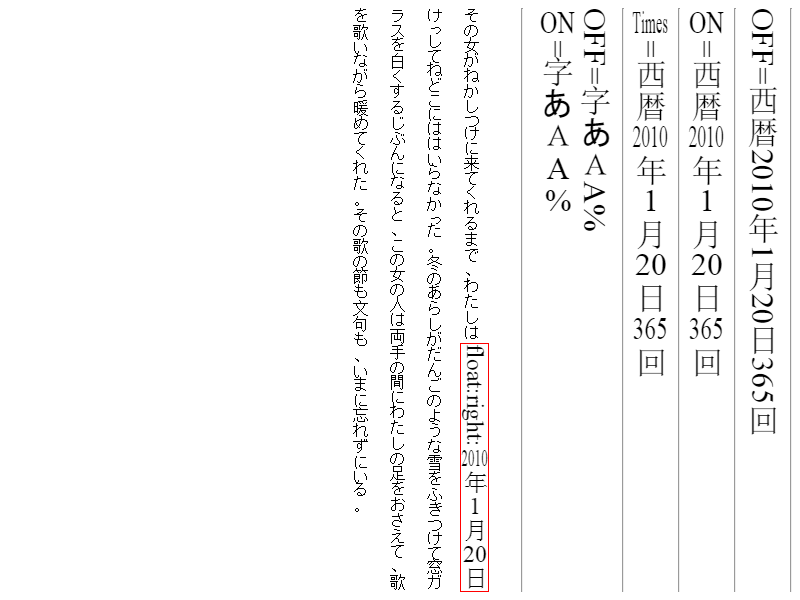 OFF=西暦2010年1月20日365回
ON=西暦2010年1月20日365回
Times=西暦2010年1月20日365回
OFF=字あＡA%
ON=字あＡA%
その女がねかしつけに来てくれるまで、わたしは
float:right: 2010年1月20日
けっしてねどこにははいらなかった。冬のあらしがだんごのような雪をふきつけて窓ガ
ラスを白くするじぶんになると、この女の人は両手の間にわたしの足をおさえて、歌
を歌いながら暖めてくれた。その歌の節も文句も、いまに忘れずにいる。